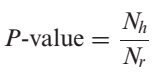 P-value = N_h / N_r